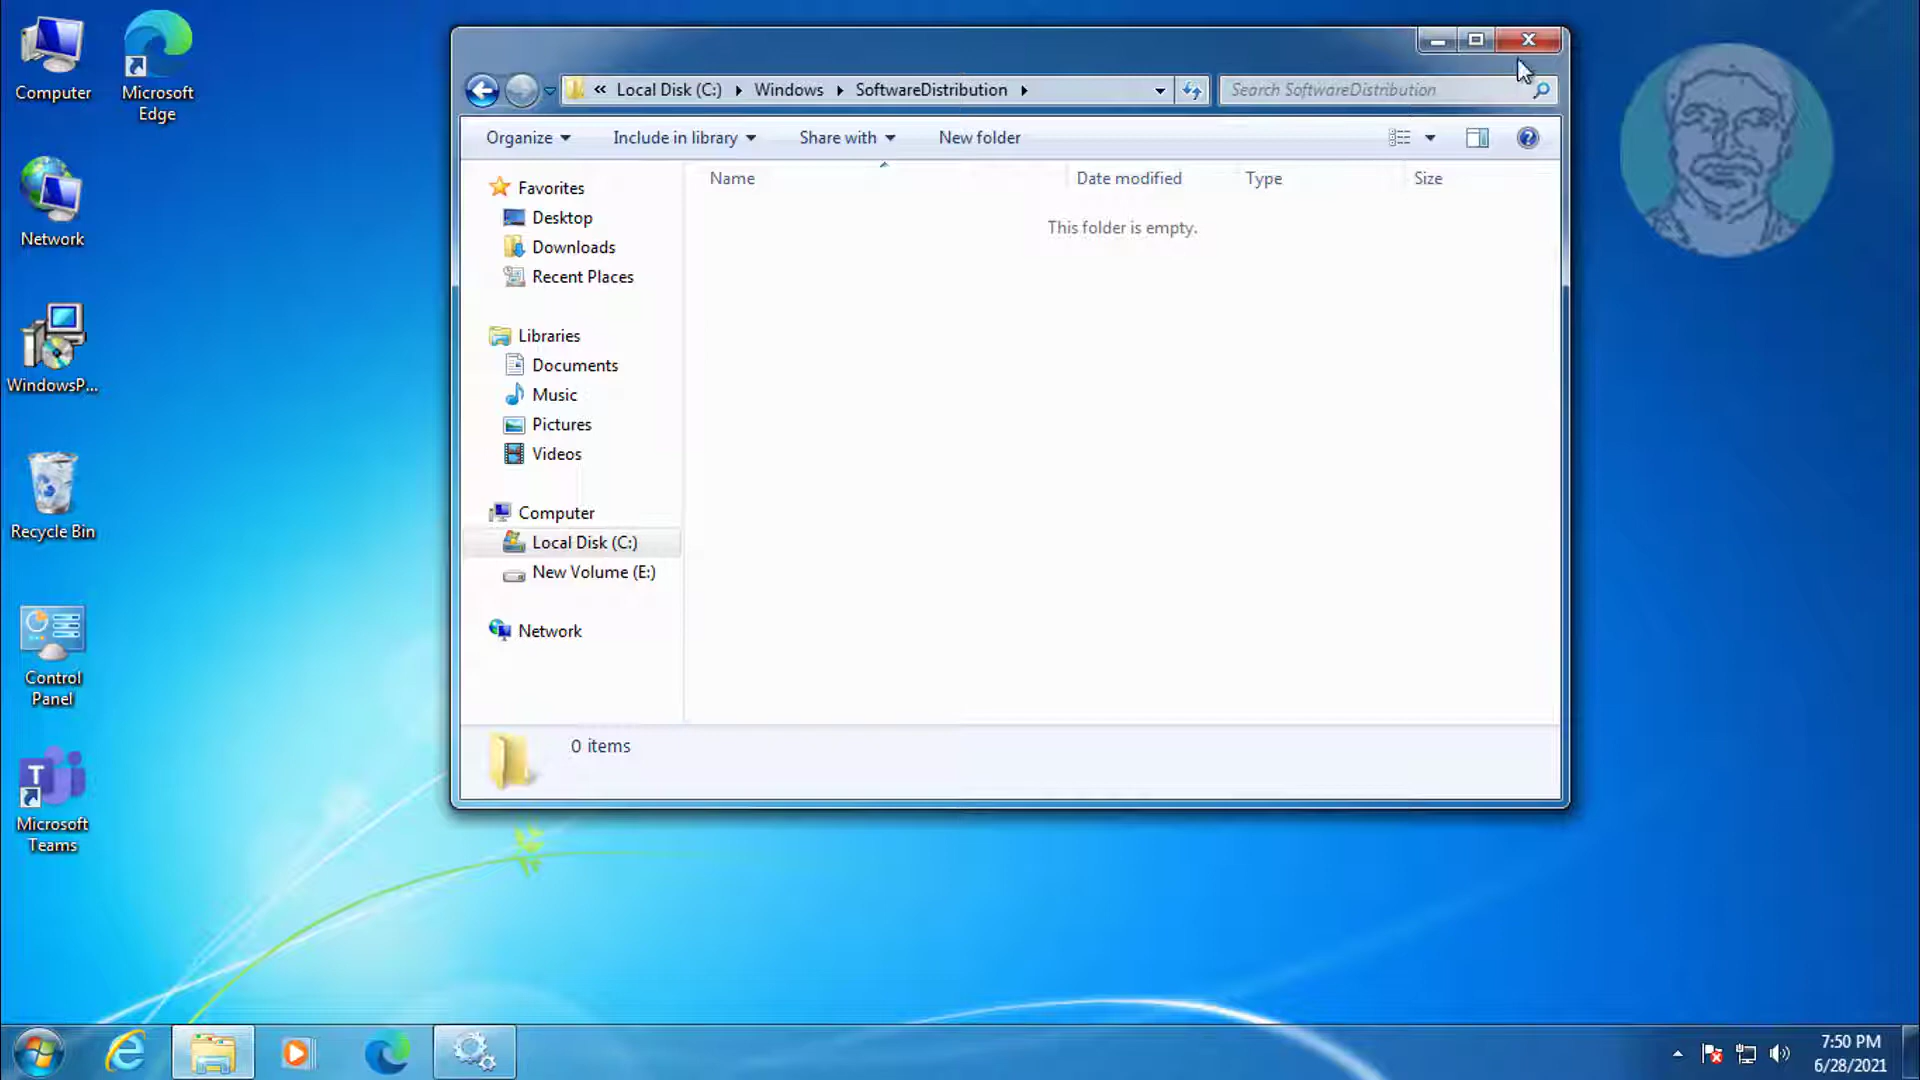 Computer
Microsoft
Edge
Network
WindowsP...
Recycle Bin
Control
Panel
Microsoft
Teams
« Local Disk (C:) Windows SoftwareDistribution
Search SoftwareDistribution
Organize Include in library Share with New folder
Favorites
Desktop
Downloads
Recent Places
Libraries
Documents
Music
Pictures
Videos
Computer
Local Disk (C:)
New Volume (E:)
Network
Name Date modified Type Size
This folder is empty.
0 items
7:50 PM
6/28/2021